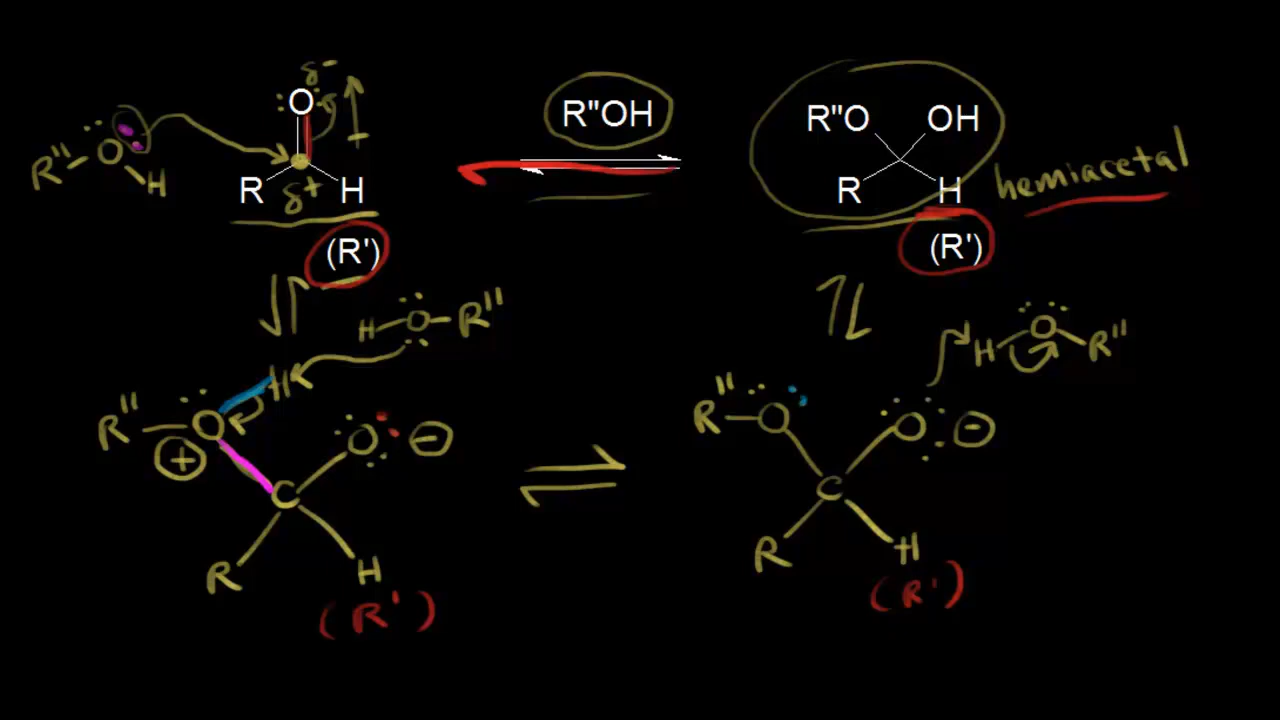 δ-
R"OH
R"-O-H
O
R"O OH
R δ+ H
R H
hemiacetal
(R')
(R')
H-O-R"
H-O-R"
H
R"-O
+
O -
R"-O
O -
C
C
R
H
R
H
(R')
(R')